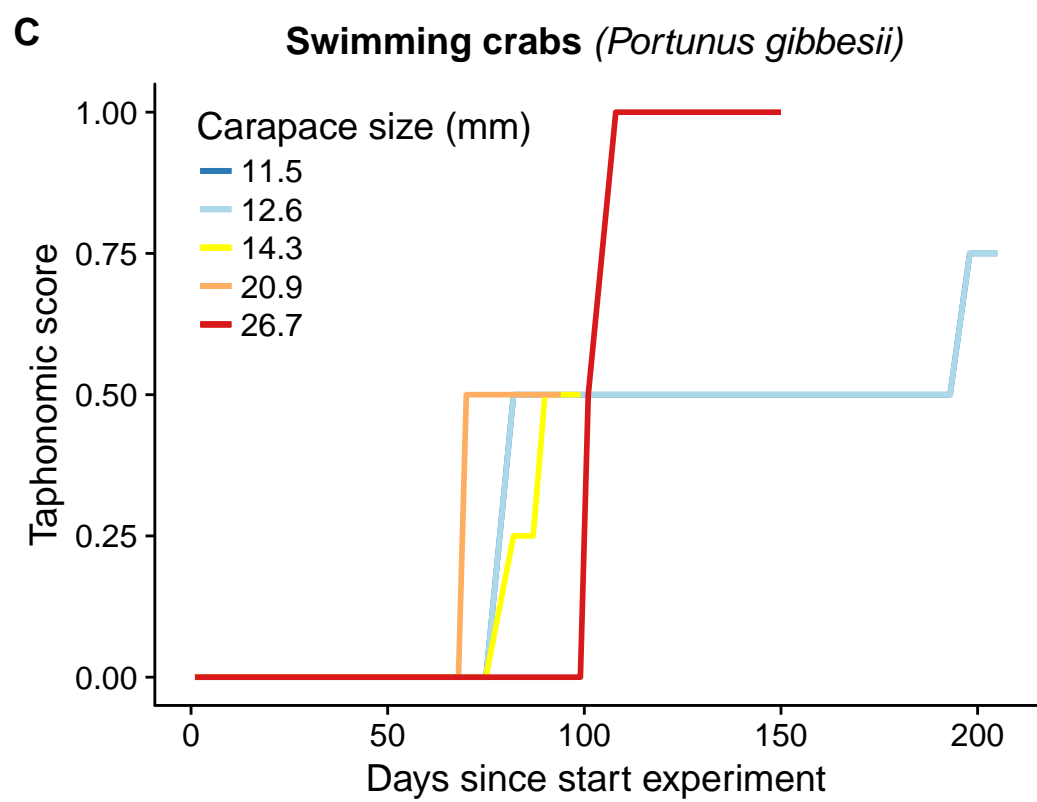 C
Swimming crabs (Portunus gibbesii)
Carapace size (mm)
11.5
12.6
14.3
20.9
26.7
Taphonomic score
1.00
0.75
0.50
0.25
0.00
0 50 100 150 200
Days since start experiment